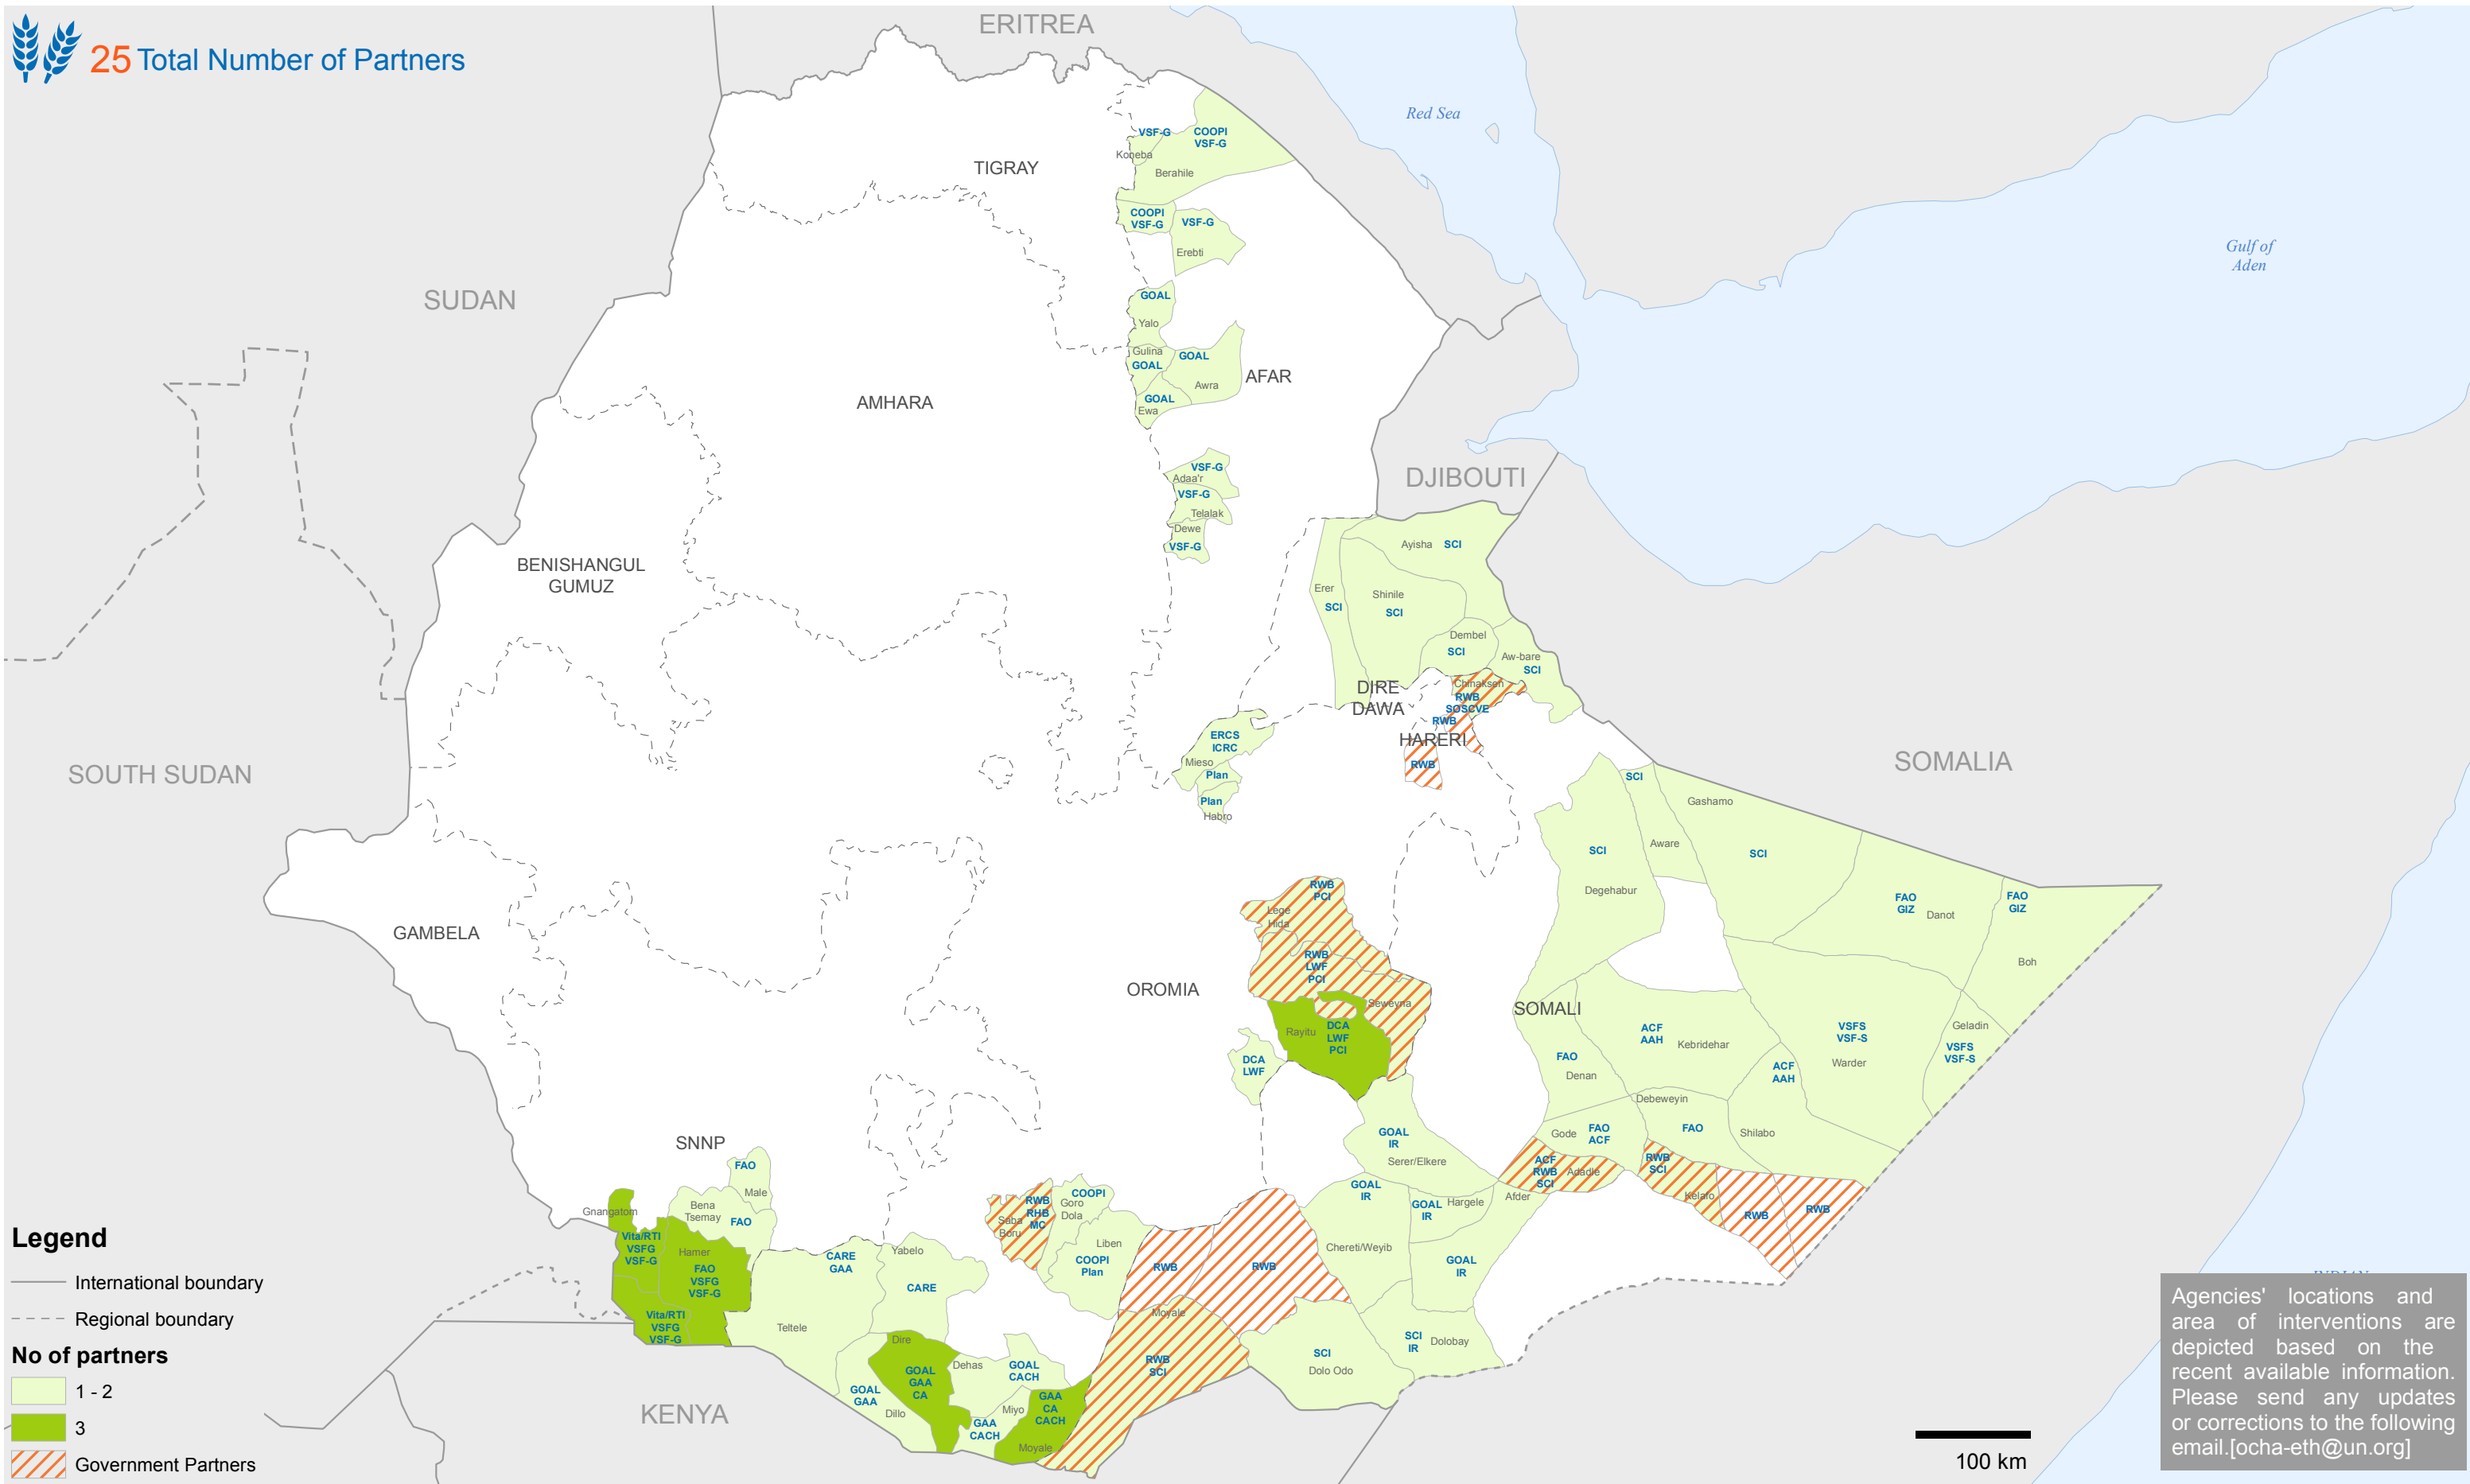 25 Total Number of Partners
ERITREA
Red Sea
Gulf of
Aden
SUDAN
SOUTH SUDAN
DJIBOUTI
SOMALIA
KENYA
TIGRAY
AMHARA
AFAR
BENISHANGUL
GUMUZ
DIRE
DAWA
HARERI
GAMBELA
OROMIA
SOMALI
SNNP
VSF-G
Koneba
COOPI
VSF-G
Berahile
COOPI
VSF-G
VSF-G
Erebti
GOAL
Yalo
Gulina
GOAL
GOAL
Awra
GOAL
Ewa
VSF-G
Adaa'r
VSF-G
Telalak
Dewe
VSF-G
Ayisha SCI
Erer
SCI
Shinile
SCI
Dembel
SCI
Aw-bare
SCI
Chinaksen
RWB
SOSCVE
RWB
RWB
ERCS
ICRC
Mieso
Plan
Plan
Habro
SCI
Gashamo
SCI
Aware
SCI
Degehabur
FAO
GIZ
Danot
FAO
GIZ
Boh
RWB
PCI
Lege
Hida
RWB
LWF
PCI
Seweyna
Rayitu
DCA
LWF
PCI
DCA
LWF
ACF
AAH
Kebridehar
VSFS
VSF-S
Warder
Geladin
VSFS
VSF-S
FAO
Denan
ACF
AAH
Debeweyin
FAO
Shilabo
Gode
FAO
ACF
GOAL
IR
Serer/Elkere
ACF
RWB
SCI
Adadle
RWB
SCI
Kelafo
RWB
RWB
GOAL
IR
GOAL
IR
Hargele
Afder
Chereti/Weyib
GOAL
IR
SCI
IR
Dolobay
SCI
Dolo Odo
FAO
Male
Bena
Tsemay
FAO
Gnangatom
Vita/RTI
VSFG
VSF-G
Hamer
FAO
VSFG
VSF-G
Vita/RTI
VSFG
VSF-G
CARE
GAA
Teltele
Yabelo
CARE
RWB
RHB
MC
Saba
Boru
COOPI
Goro
Dola
Liben
COOPI
Plan
RWB
RWB
Moyale
RWB
SCI
Dire
GOAL
GAA
CA
GOAL
GAA
Dillo
Dehas
GOAL
CACH
Miyo
GAA
CACH
GAA
CA
CACH
Moyale
Legend
International boundary
Regional boundary
No of partners
1 - 2
3
Government Partners
100 km
Agencies' locations and
area of interventions are
depicted based on the
recent available information.
Please send any updates
or corrections to the following
email.[ocha-eth@un.org]